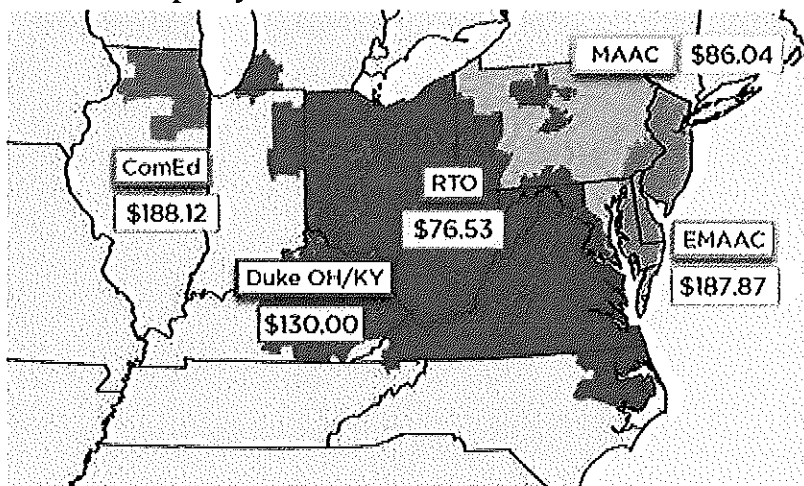 MAAC $86.04
ComEd
$188.12
RTO
$76.53
EMAAC
$187.87
Duke OH/KY
$130.00